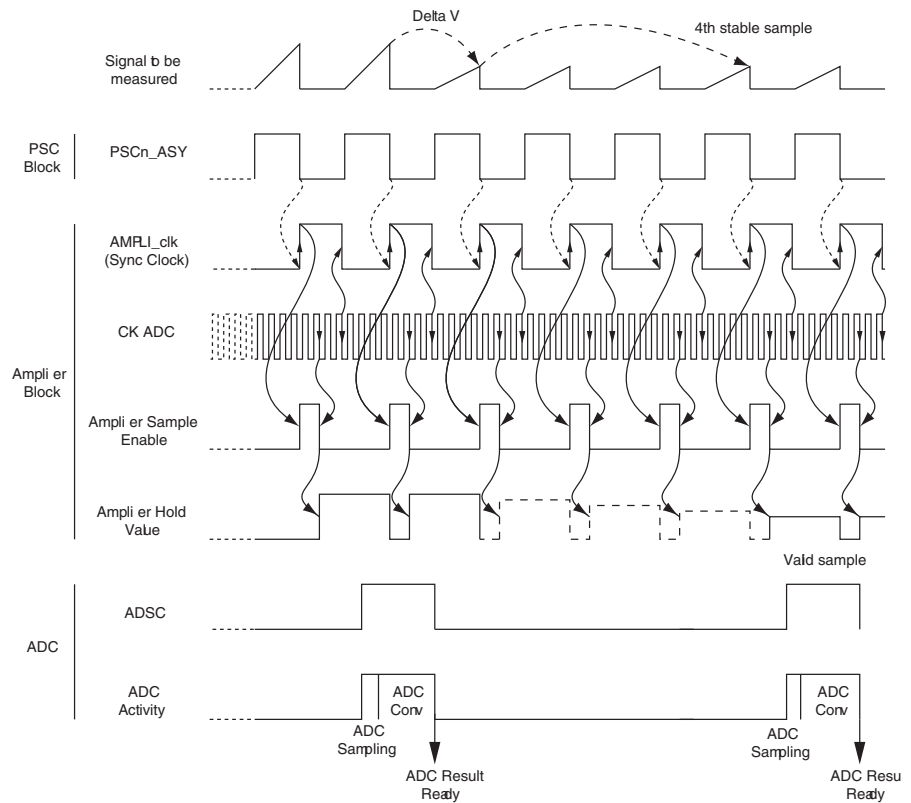 Delta V
4th stable sample
Signal to be
measured
PSC
Block
PSCn_ASY
AMPLI_clk
(Sync Clock)
CK ADC
Ampli er
Block
Ampli er Sample
Enable
Ampli er Hold
Value
Valid sample
ADSC
ADC
ADC
Activity
ADC
Conv
ADC
Conv
ADC
Sampling
ADC
Sampling
ADC Result
Ready
ADC Resu
Ready